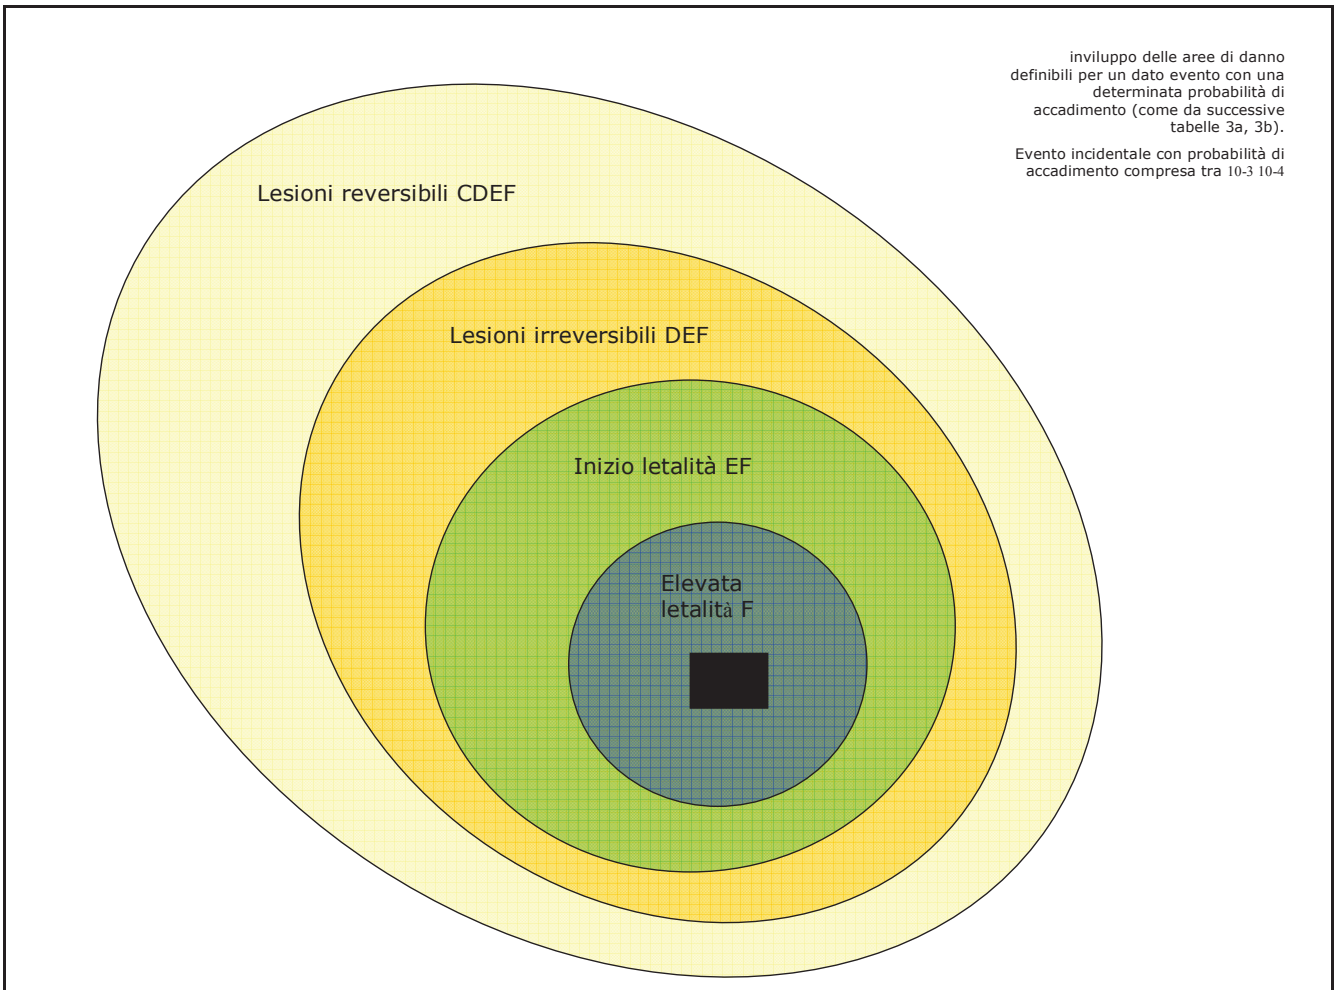 inviluppo delle aree di danno
definibili per un dato evento con una
determinata probabilità di
accadimento (come da successive
tabelle 3a, 3b).
Evento incidentale con probabilità di
accadimento compresa tra 10-3 10-4
Lesioni reversibili CDEF
Lesioni irreversibili DEF
Inizio letalità EF
Elevata
letalità F